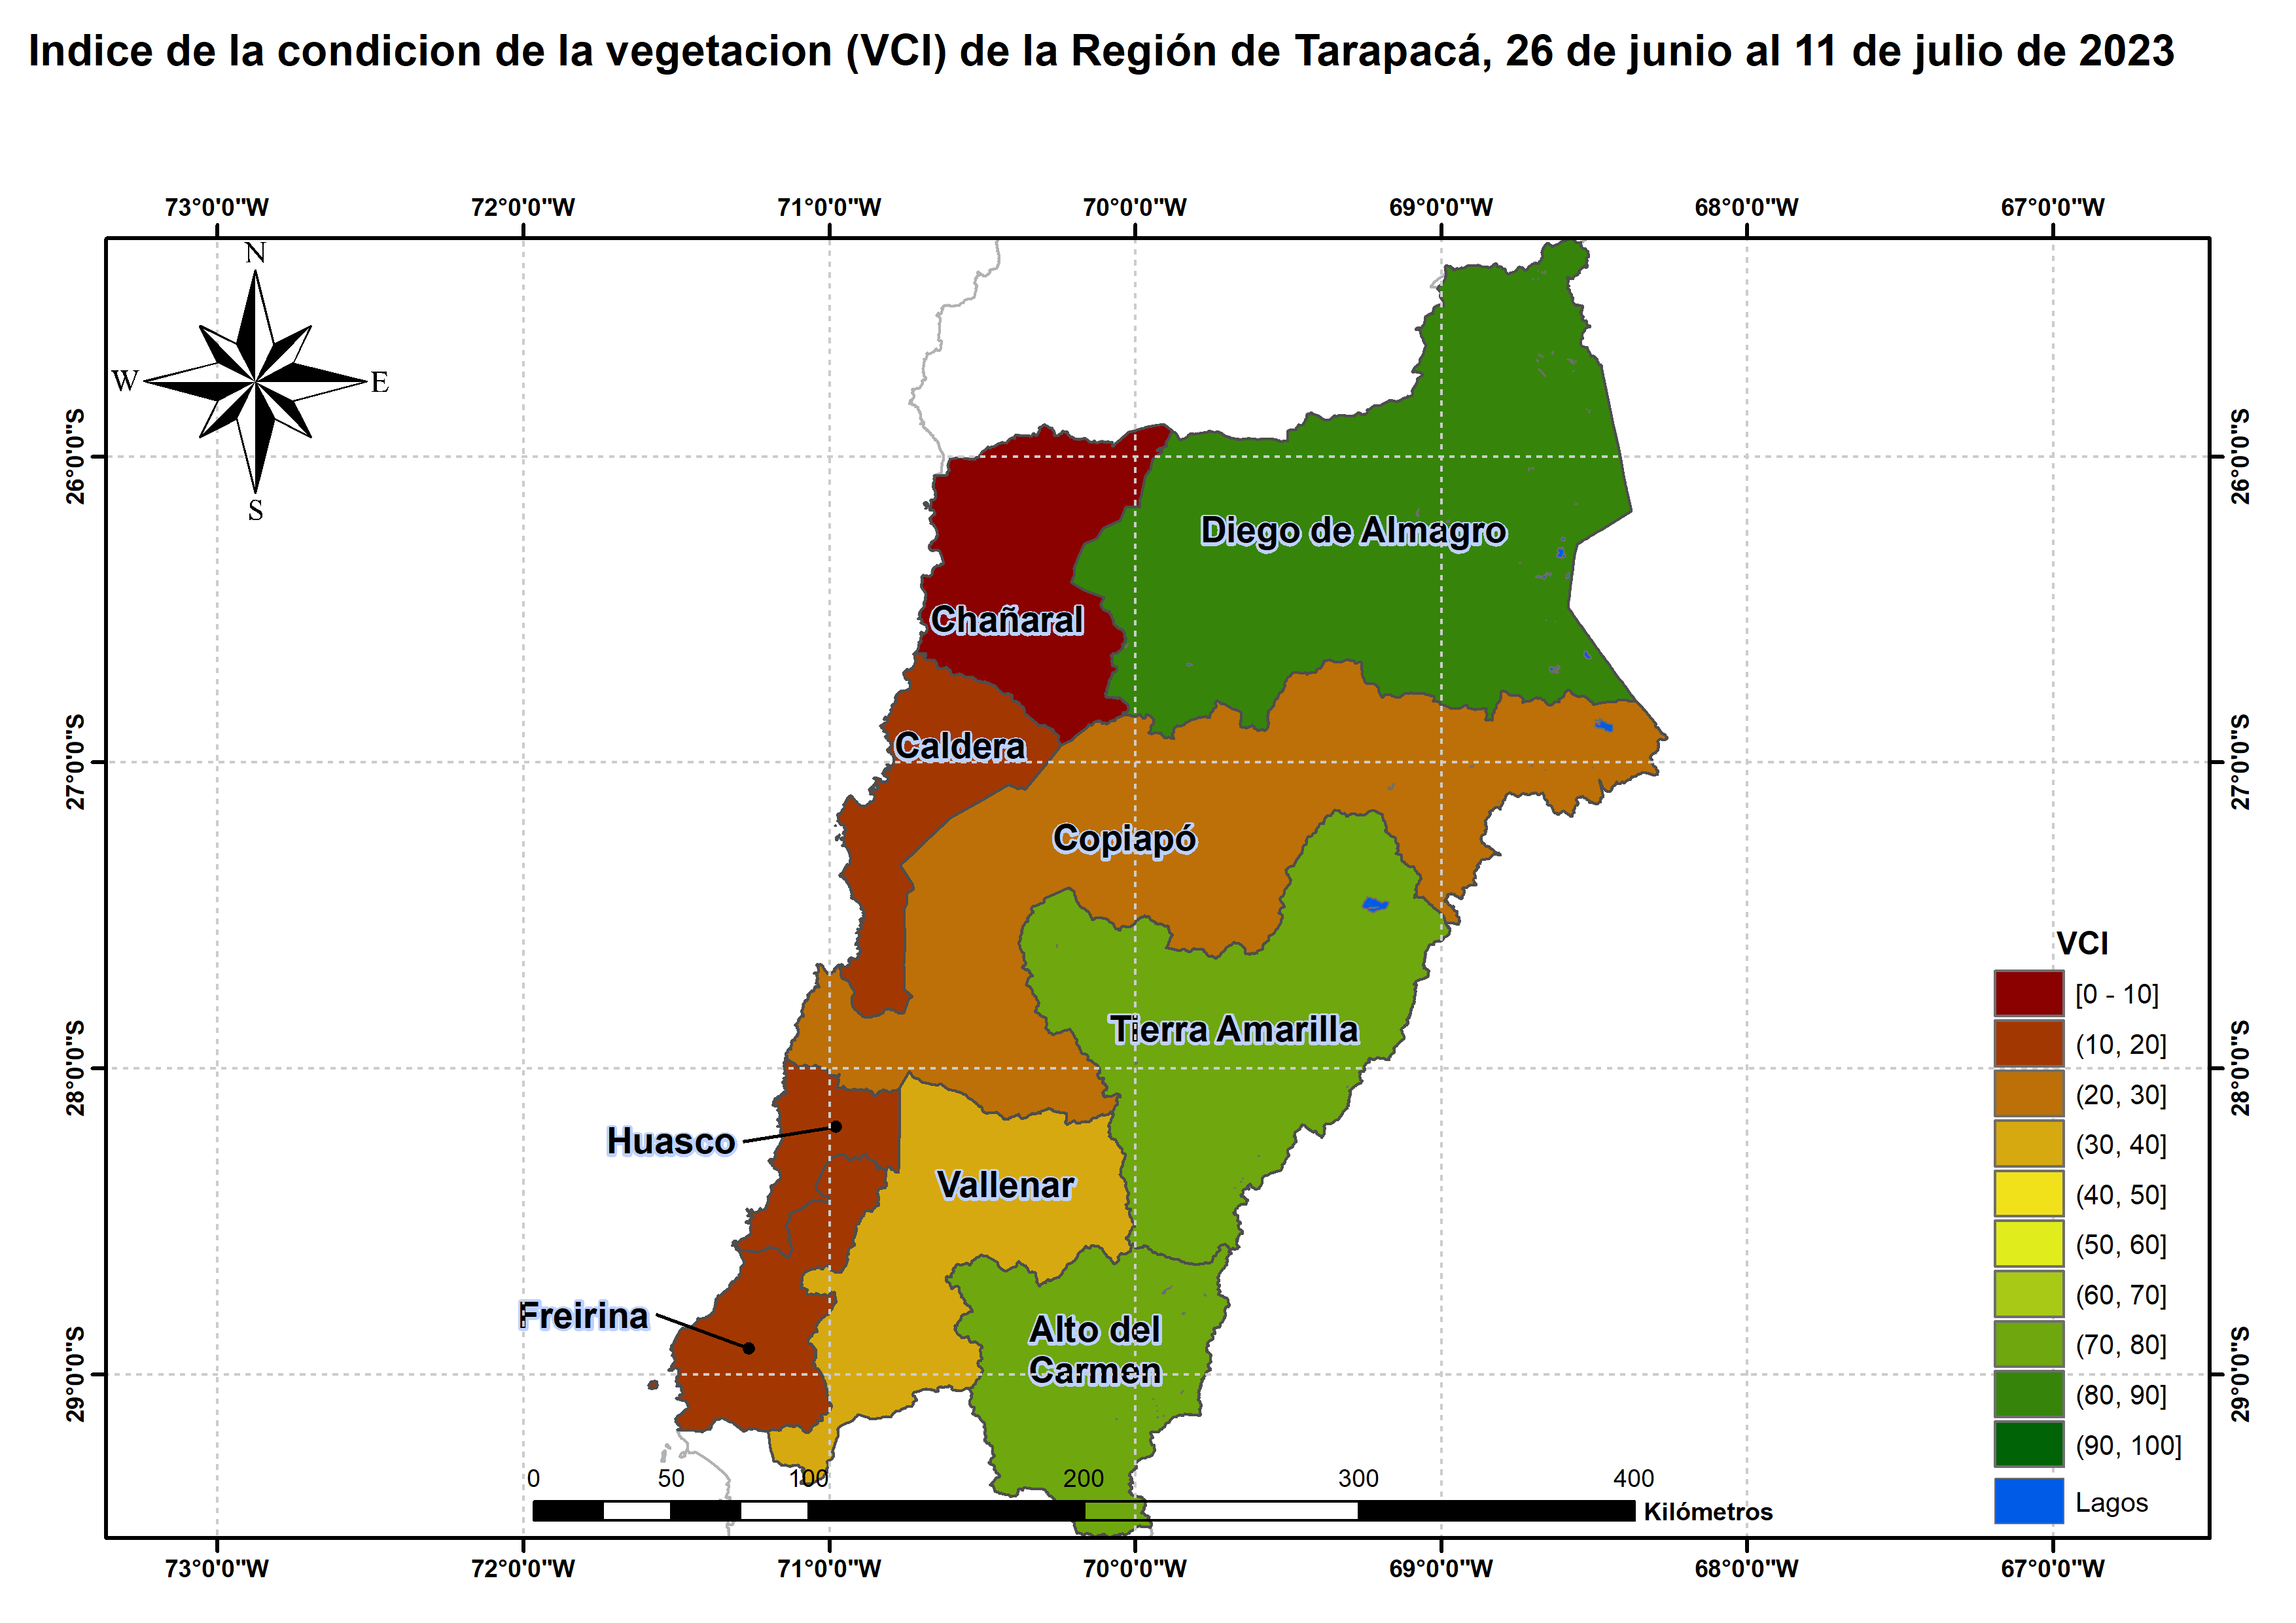 Indice de la condicion de la vegetacion (VCI) de la Región de Tarapacá, 26 de junio al 11 de julio de 2023
73°0'0"W 72°0'0"W 71°0'0"W 70°0'0"W 69°0'0"W 68°0'0"W 67°0'0"W
N
W E
S
26°0'0"S 26°0'0"S
Diego de Almagro
Chañaral
27°0'0"S 27°0'0"S
Caldera
Copiapó
Tierra Amarilla
28°0'0"S 28°0'0"S
Huasco
Vallenar
Freirina
Alto del
Carmen
29°0'0"S 29°0'0"S
VCI
[0 - 10]
(10, 20]
(20, 30]
(30, 40]
(40, 50]
(50, 60]
(60, 70]
(70, 80]
(80, 90]
(90, 100]
Lagos
0 50 100 200 300 400
Kilómetros
73°0'0"W 72°0'0"W 71°0'0"W 70°0'0"W 69°0'0"W 68°0'0"W 67°0'0"W